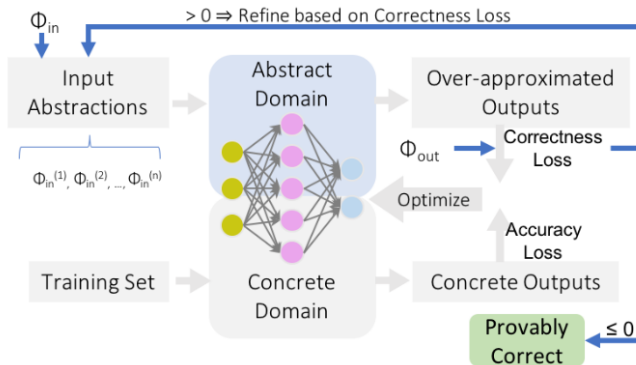 Φin
> 0 ⇒ Refine based on Correctness Loss
Input
Abstractions
Abstract
Domain
Over-approximated
Outputs
Φin(1), Φin(2), ..., Φin(n)
Φout
Correctness
Loss
Optimize
Accuracy
Loss
Training Set
Concrete
Domain
Concrete Outputs
Provably
Correct
≤ 0